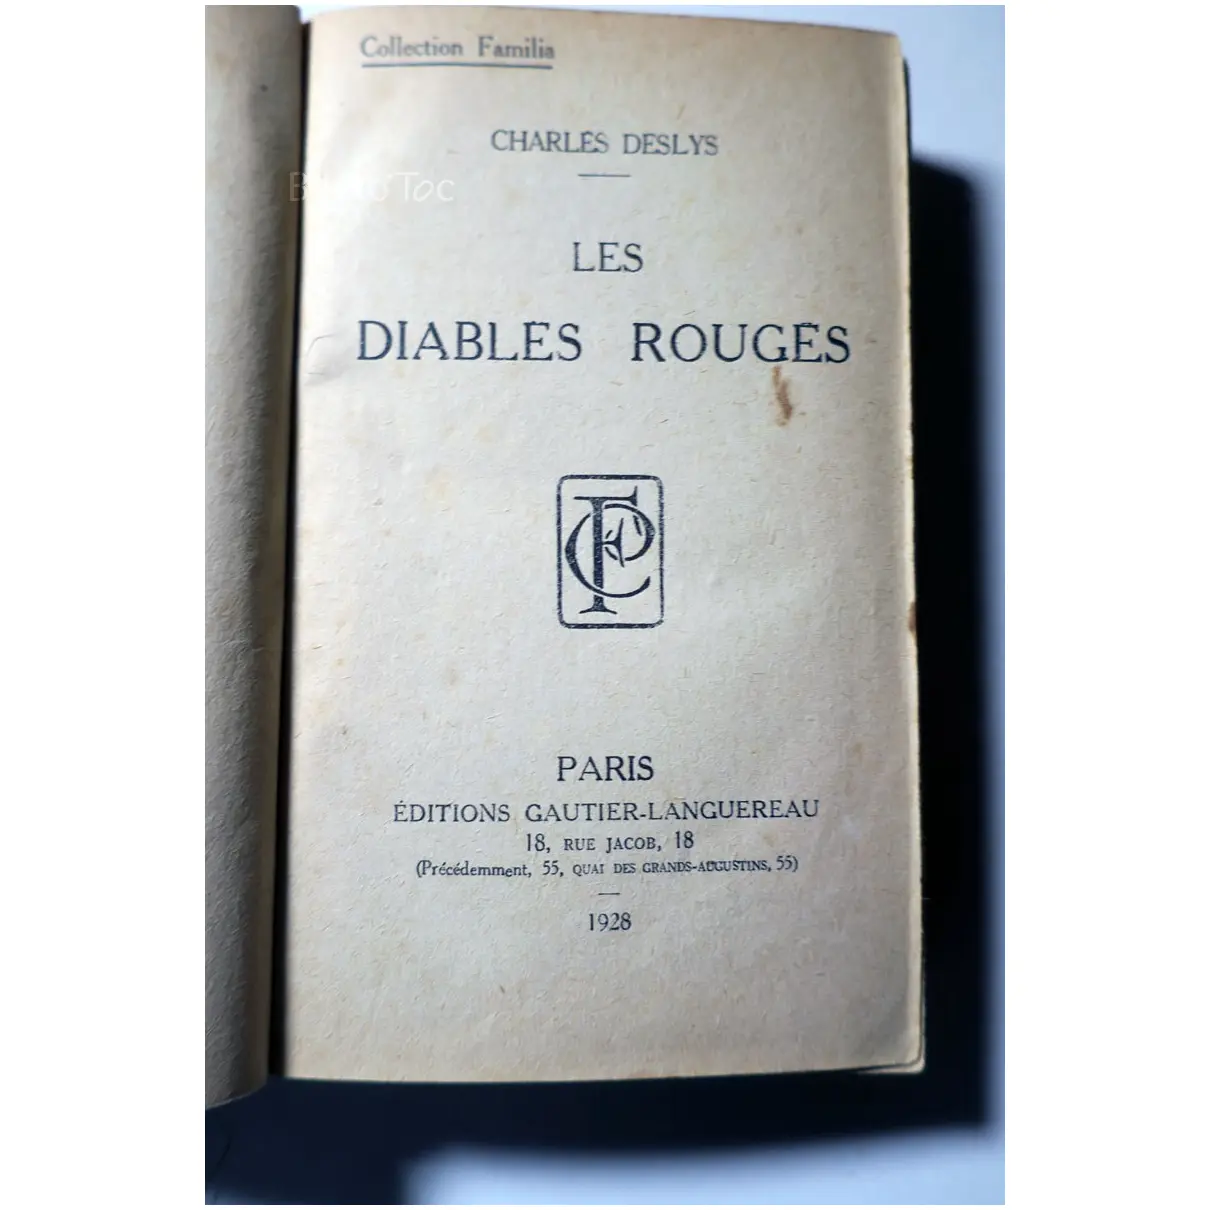 Collection Familia
CHARLES DESLYS
LES
DIABLES ROUGES
PARIS
ÉDITIONS GAUTIER-LANGUEREAU
18, RUE JACOB, 18
(Précédemment, 55, QUAI DES GRANDS-AUGUSTINS, 55)
1928